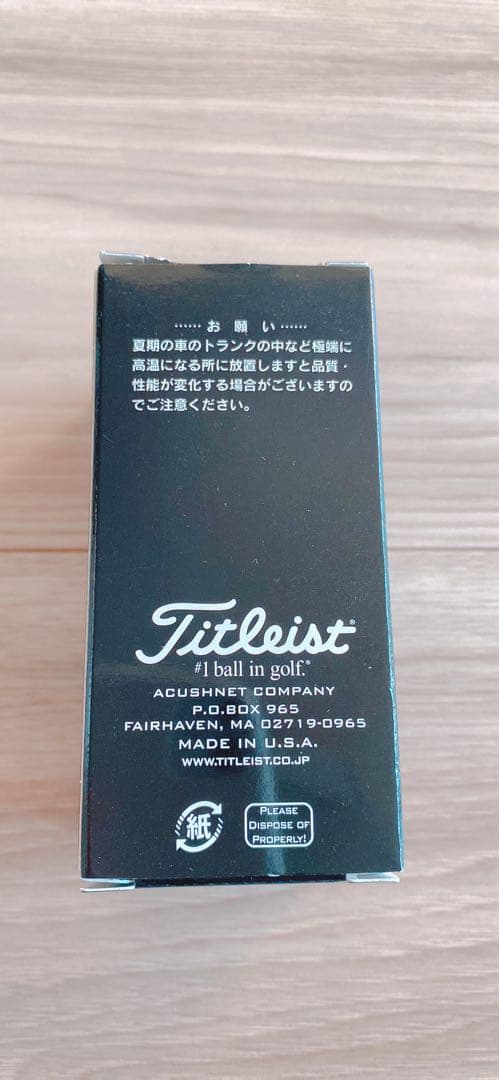 ……お願い……
夏期の車のトランクの中など極端に
高温になる所に放置しますと品質・
性能が変化する場合がございますの
でご注意ください。
Titleist®
#1 ball in golf.®
ACUSHNET COMPANY
P.O.BOX 965
FAIRHAVEN, MA 02719-0965
MADE IN U.S.A.
WWW.TITLEIST.CO.JP
紙
PLEASE
DISPOSE OF
PROPERLY!